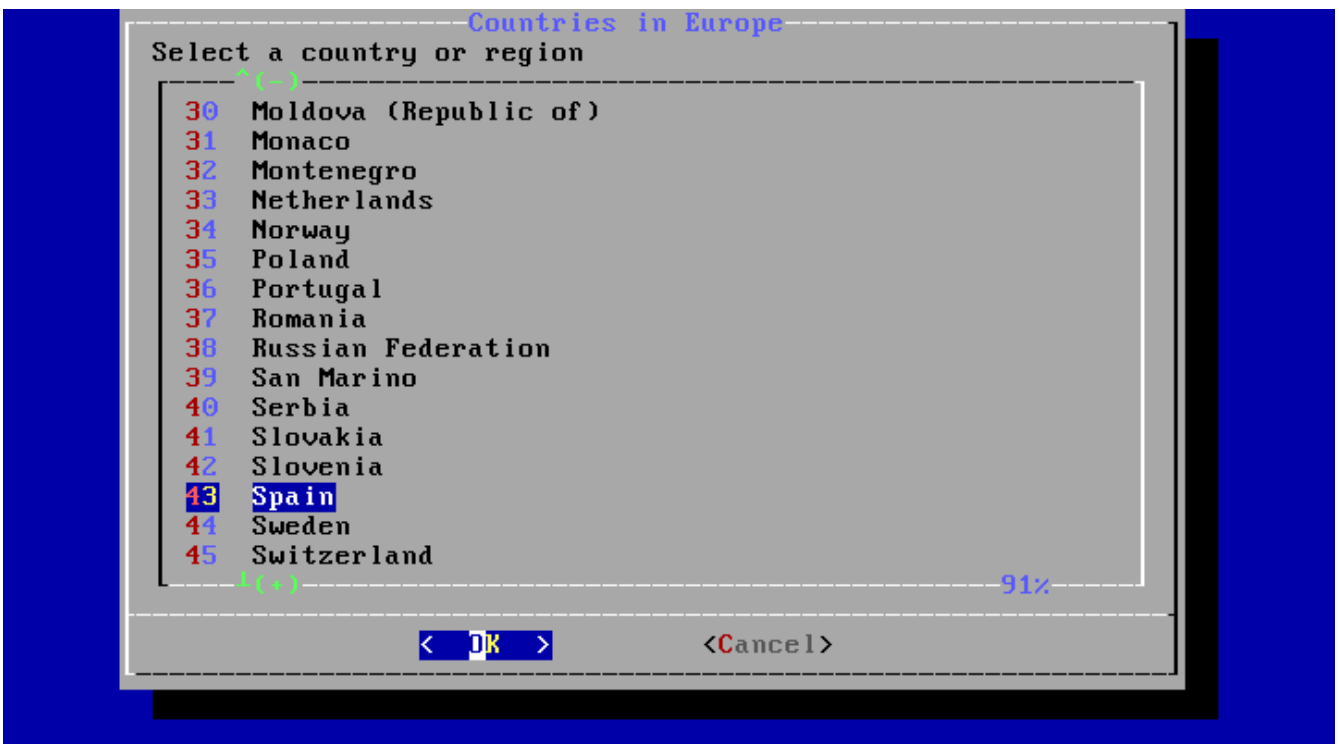 Countries in Europe
Select a country or region
^(-)
30 Moldova (Republic of)
31 Monaco
32 Montenegro
33 Netherlands
34 Norway
35 Poland
36 Portugal
37 Romania
38 Russian Federation
39 San Marino
40 Serbia
41 Slovakia
42 Slovenia
43 Spain
44 Sweden
45 Switzerland
┴(+) 91%
< OK > <Cancel>